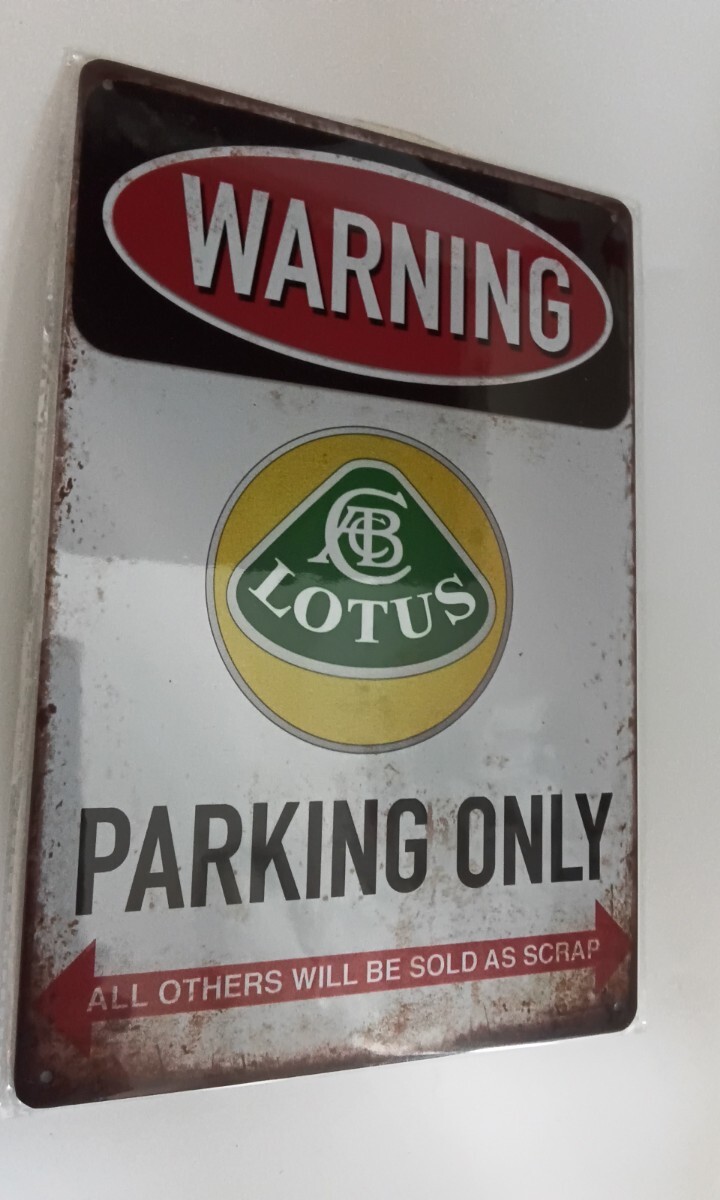 WARNING
ACBC
LOTUS
PARKING ONLY
ALL OTHERS WILL BE SOLD AS SCRAP